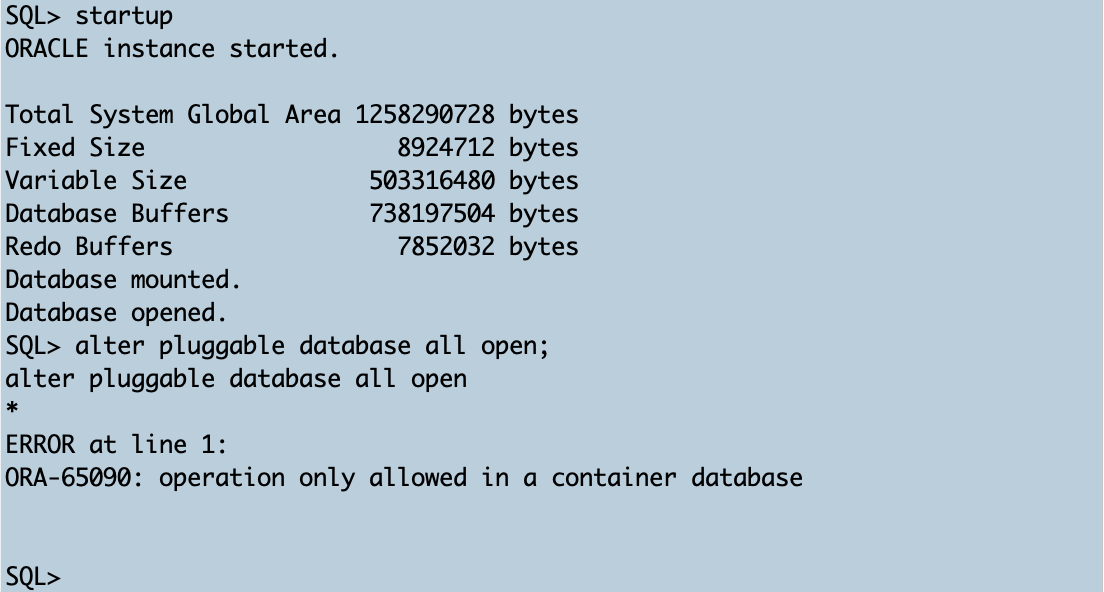 SQL> startup
ORACLE instance started.
Total System Global Area 1258290728 bytes
Fixed Size 8924712 bytes
Variable Size 503316480 bytes
Database Buffers 738197504 bytes
Redo Buffers 7852032 bytes
Database mounted.
Database opened.
SQL> alter pluggable database all open;
alter pluggable database all open
*
ERROR at line 1:
ORA-65090: operation only allowed in a container database
SQL>